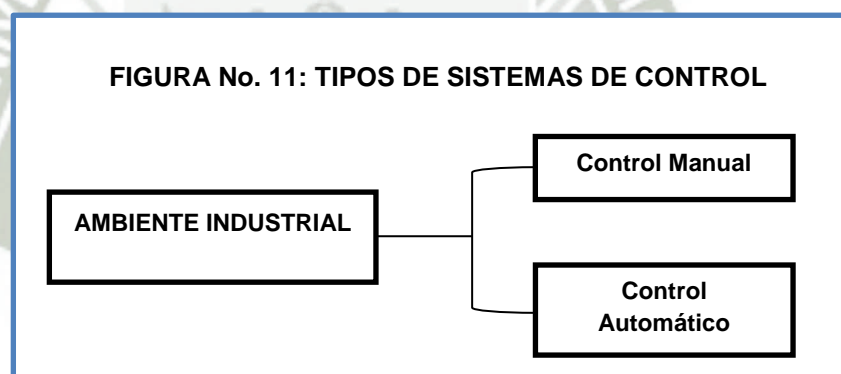 FIGURA No. 11: TIPOS DE SISTEMAS DE CONTROL
Control Manual
AMBIENTE INDUSTRIAL
Control
Automático